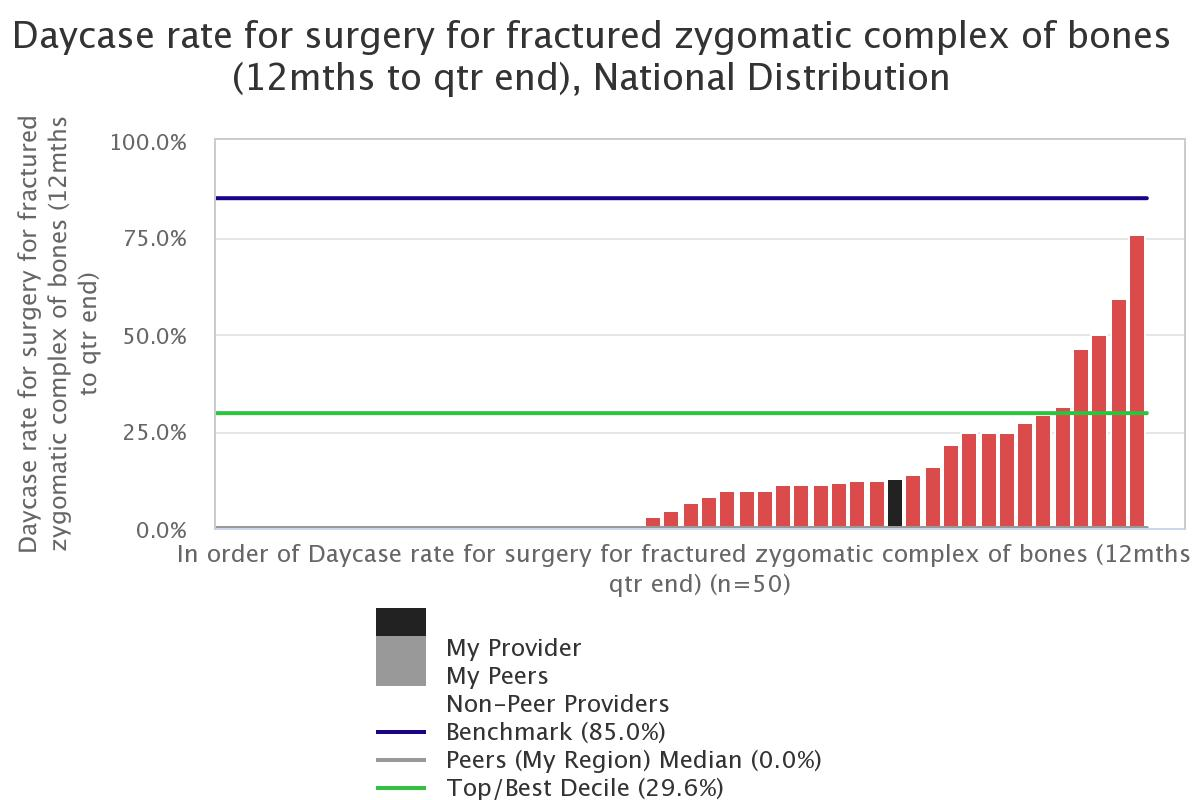 Daycase rate for surgery for fractured zygomatic complex of bones
(12mths to qtr end), National Distribution
Daycase rate for surgery for fractured
zygomatic complex of bones (12mths
to qtr end)
100.0%
75.0%
50.0%
25.0%
0.0%
In order of Daycase rate for surgery for fractured zygomatic complex of bones (12mths
qtr end) (n=50)
My Provider
My Peers
Non-Peer Providers
Benchmark (85.0%)
Peers (My Region) Median (0.0%)
Top/Best Decile (29.6%)